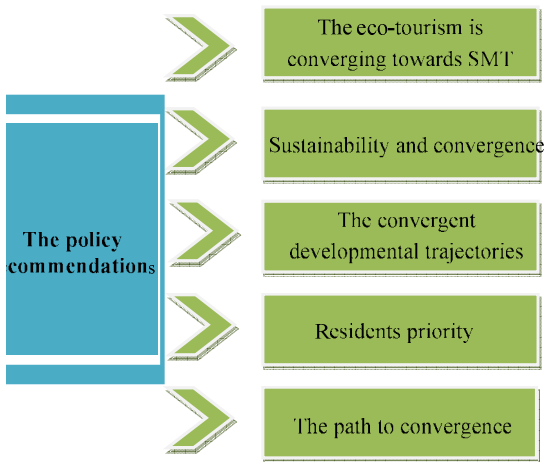 The eco-tourism is
converging towards SMT
Sustainability and convergence
The policy
ecommendations
The convergent
developmental trajectories
Residents priority
The path to convergence